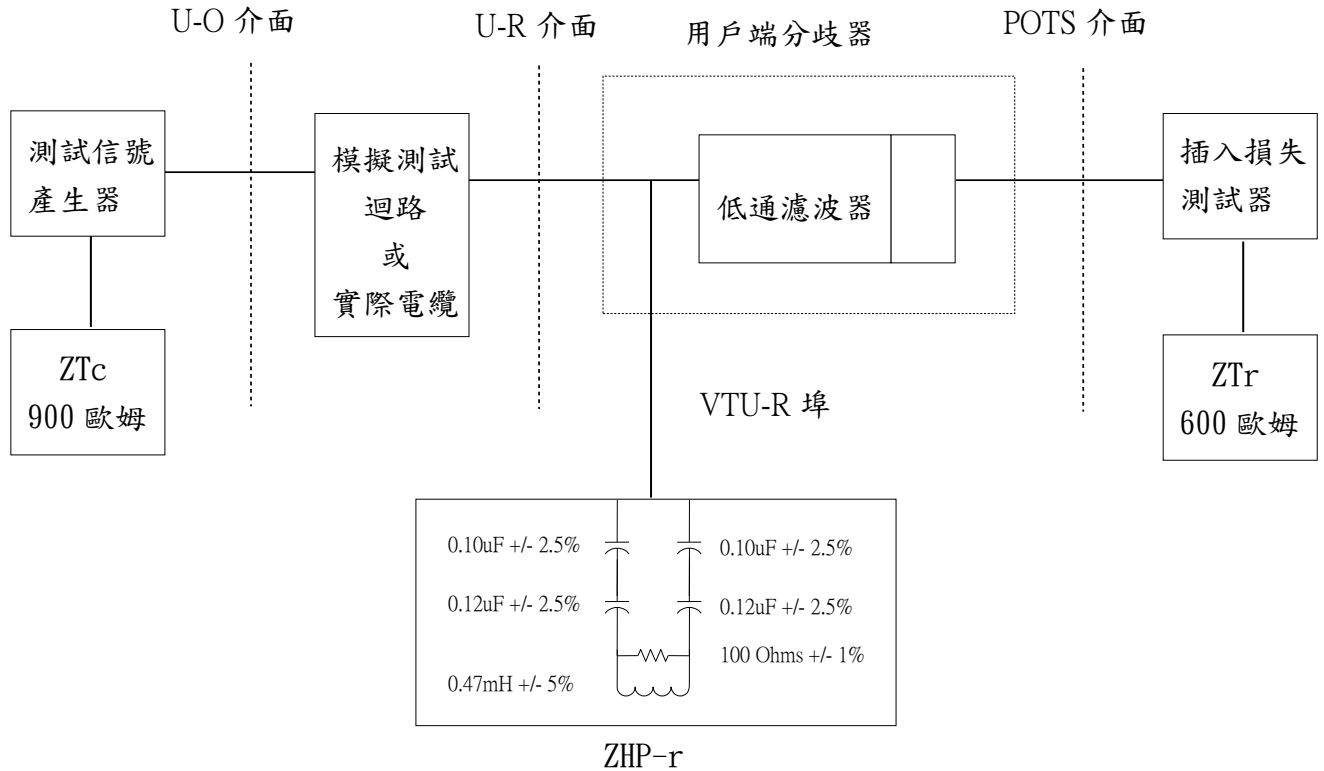 U-O 介面
U-R 介面
用戶端分歧器
POTS 介面
測試信號
產生器
模擬測試
迴路
或
實際電纜
低通濾波器
插入損失
測試器
ZTc
900 歐姆
VTU-R 埠
ZTr
600 歐姆
0.10uF +/- 2.5%
0.10uF +/- 2.5%
0.12uF +/- 2.5%
0.12uF +/- 2.5%
100 Ohms +/- 1%
0.47mH +/- 5%
ZHP-r